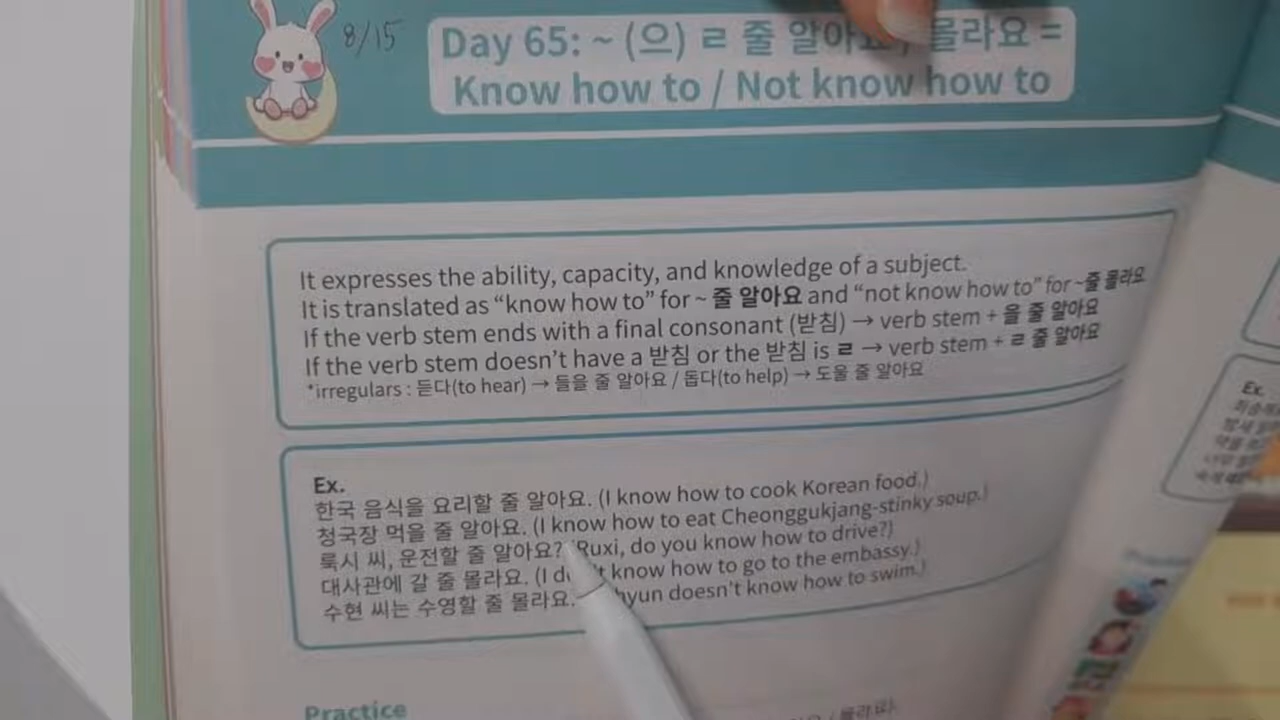 8/15
Day 65: ~ (으) ㄹ 줄 알아요 / 몰라요 =
Know how to / Not know how to
It expresses the ability, capacity, and knowledge of a subject.
It is translated as “know how to” for ~ 줄 알아요 and “not know how to” for ~줄 몰라요
If the verb stem ends with a final consonant (받침) → verb stem + 을 줄 알아요
If the verb stem doesn’t have a 받침 or the 받침 is ㄹ → verb stem + ㄹ 줄 알아요
*irregulars : 듣다(to hear) → 들을 줄 알아요 / 돕다(to help) → 도울 줄 알아요
Ex.
한국 음식을 요리할 줄 알아요. (I know how to cook Korean food.)
청국장 먹을 줄 알아요. (I know how to eat Cheonggukjang-stinky soup.)
룩시 씨, 운전할 줄 알아요? (Ruxi, do you know how to drive?)
대사관에 갈 줄 몰라요. (I don't know how to go to the embassy.)
수현 씨는 수영할 줄 몰라요. hyun doesn’t know how to swim.)
Practice
몰라요).
Ex.